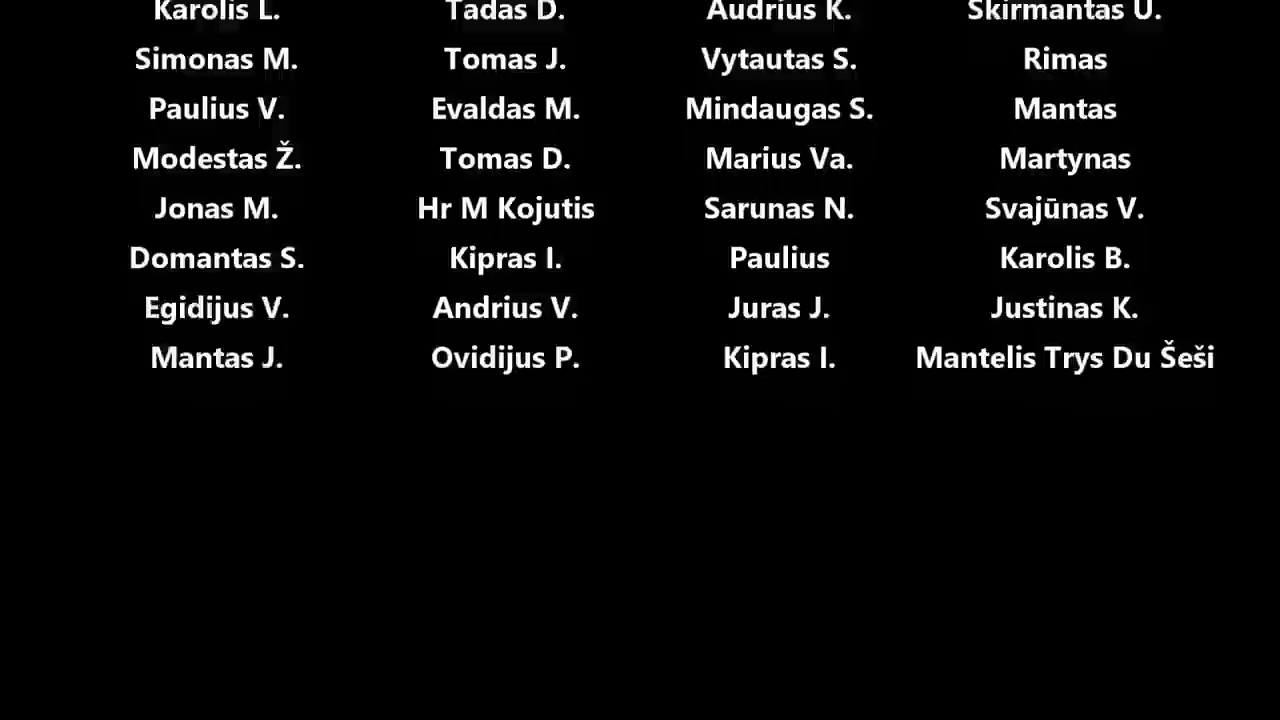 Karolis L. Tadas D. Audrius K. Skirmantas U.
Simonas M. Tomas J. Vytautas S. Rimas
Paulius V. Evaldas M. Mindaugas S. Mantas
Modestas Ž. Tomas D. Marius Va. Martynas
Jonas M. Hr M Kojutis Sarunas N. Svajūnas V.
Domantas S. Kipras I. Paulius Karolis B.
Egidijus V. Andrius V. Juras J. Justinas K.
Mantas J. Ovidijus P. Kipras I. Mantelis Trys Du Šeši